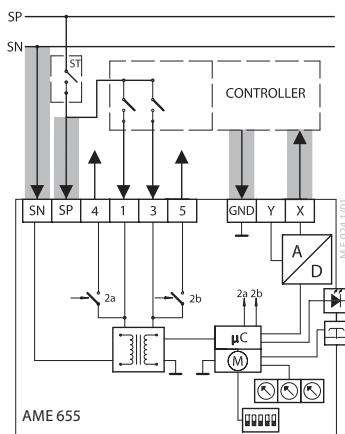 SP
SN
ST
CONTROLLER
SN SP 4 1 3 5 GND Y X
A
D
2a 2b 2a 2b
µC
M
AME 655